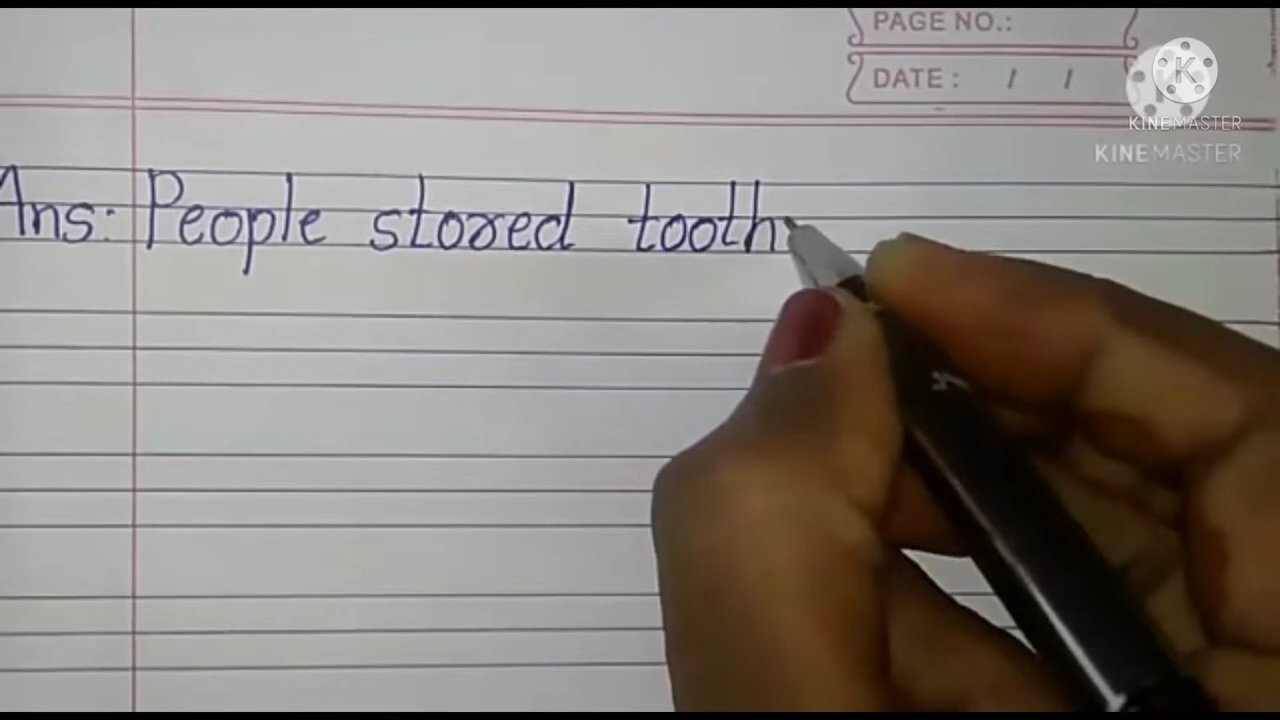 PAGE NO.:
DATE : / /
KINEMASTER
KINEMASTER
Ans: People stored tooth